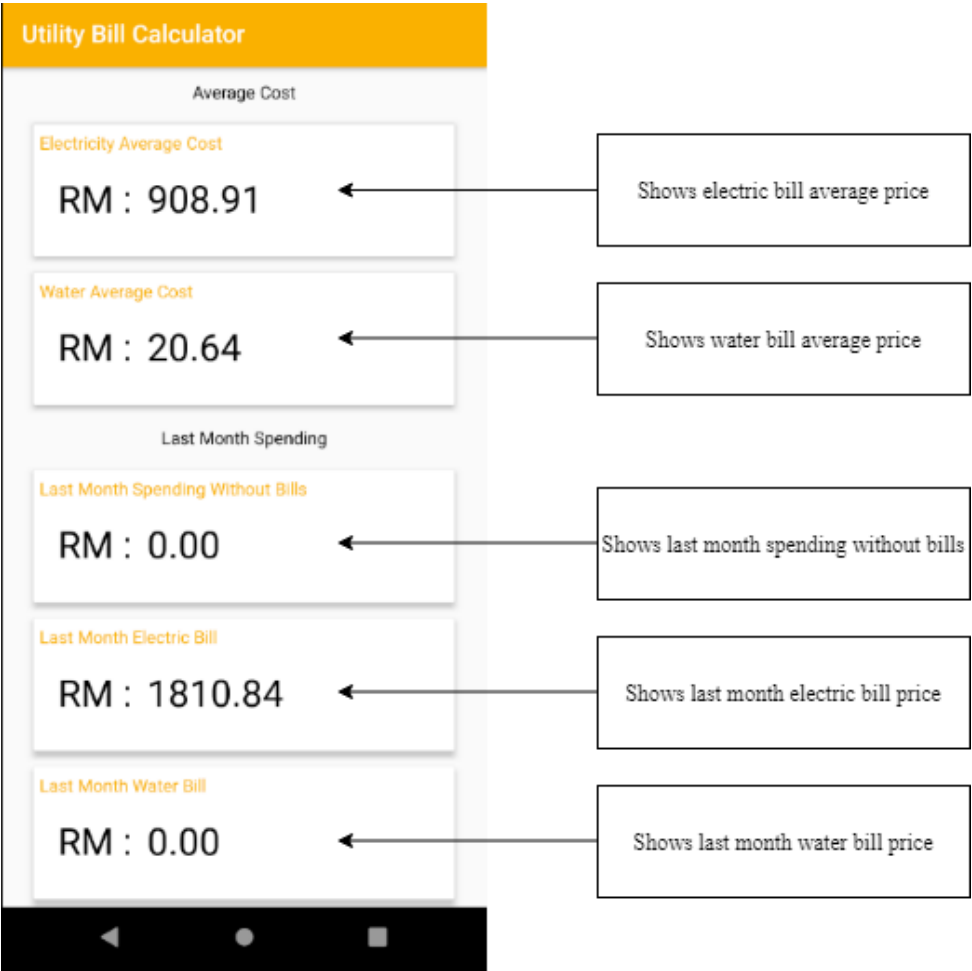 Utility Bill Calculator
Average Cost
Electricity Average Cost
RM : 908.91
Shows electric bill average price
Water Average Cost
RM : 20.64
Shows water bill average price
Last Month Spending
Last Month Spending Without Bills
RM : 0.00
Shows last month spending without bills
Last Month Electric Bill
RM : 1810.84
Shows last month electric bill price
Last Month Water Bill
RM : 0.00
Shows last month water bill price